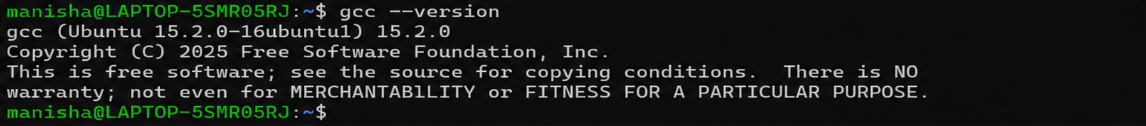 manisha@LAPTOP-5SMR05RJ:~$ gcc --version
gcc (Ubuntu 15.2.0-16ubuntu1) 15.2.0
Copyright (C) 2025 Free Software Foundation, Inc.
This is free software; see the source for copying conditions.  There is NO
warranty; not even for MERCHANTABlLITY or FITNESS FOR A PARTICULAR PURPOSE.
manisha@LAPTOP-5SMR05RJ:~$